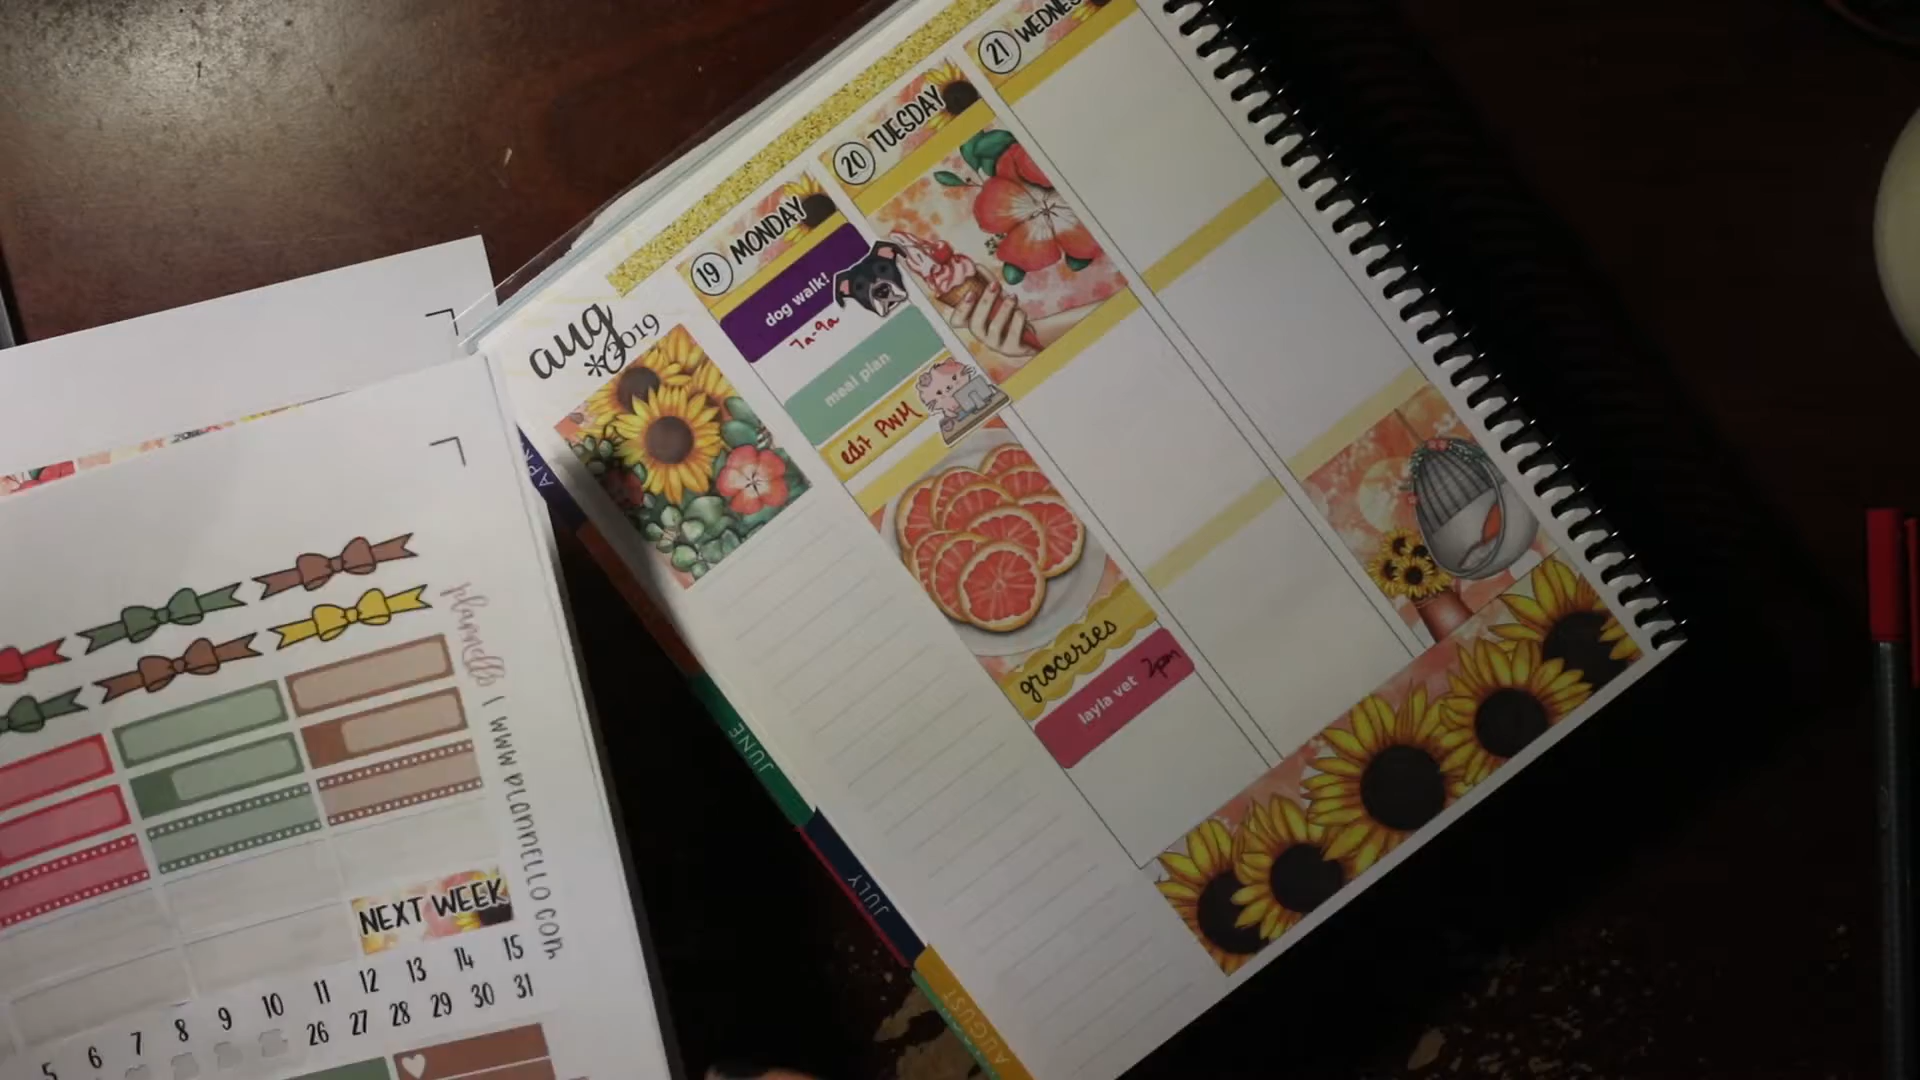 aug
*2019
19 MONDAY
dog walk!
7a-9a
meal plan
edit PWM
groceries
layla vet 2pm
20 TUESDAY
21 WEDNES
APR
JUNE
JULY
AUGUST
plannello | www.plannello.com
NEXT WEEK
11 12 13 14 15
5 6 7 8 9 10
26 27 28 29 30 31